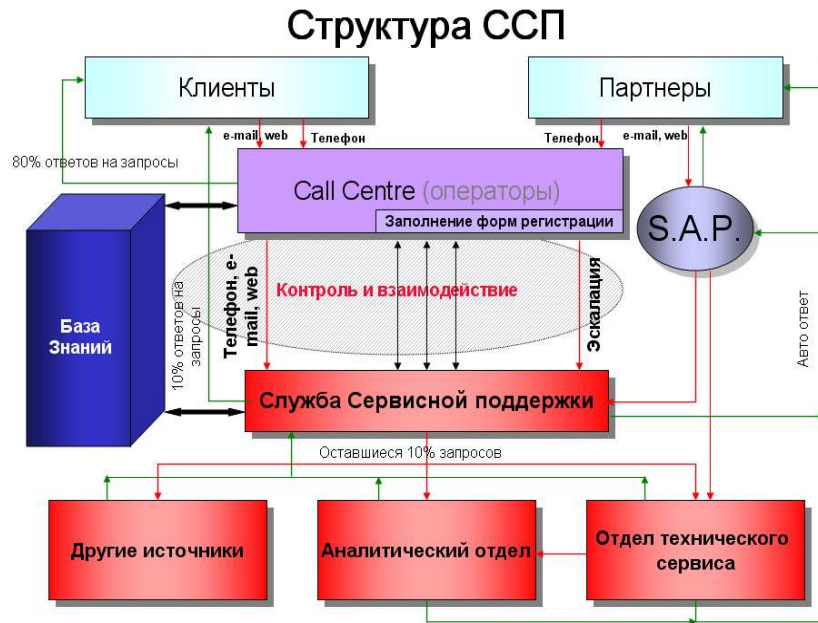 Структура ССП
Клиенты
Партнеры
e-mail, web
Телефон
Телефон
e-mail, web
80% ответов на запросы
Call Centre (операторы)
Заполнение форм регистрации
S.A.P.
База
Знаний
10% ответов на
запросы
Телефон, e-
mail, web
Контроль и взаимодействие
Эскалация
Авто ответ
Служба Сервисной поддержки
Оставшиеся 10% запросов
Другие источники
Аналитический отдел
Отдел технического
сервиса